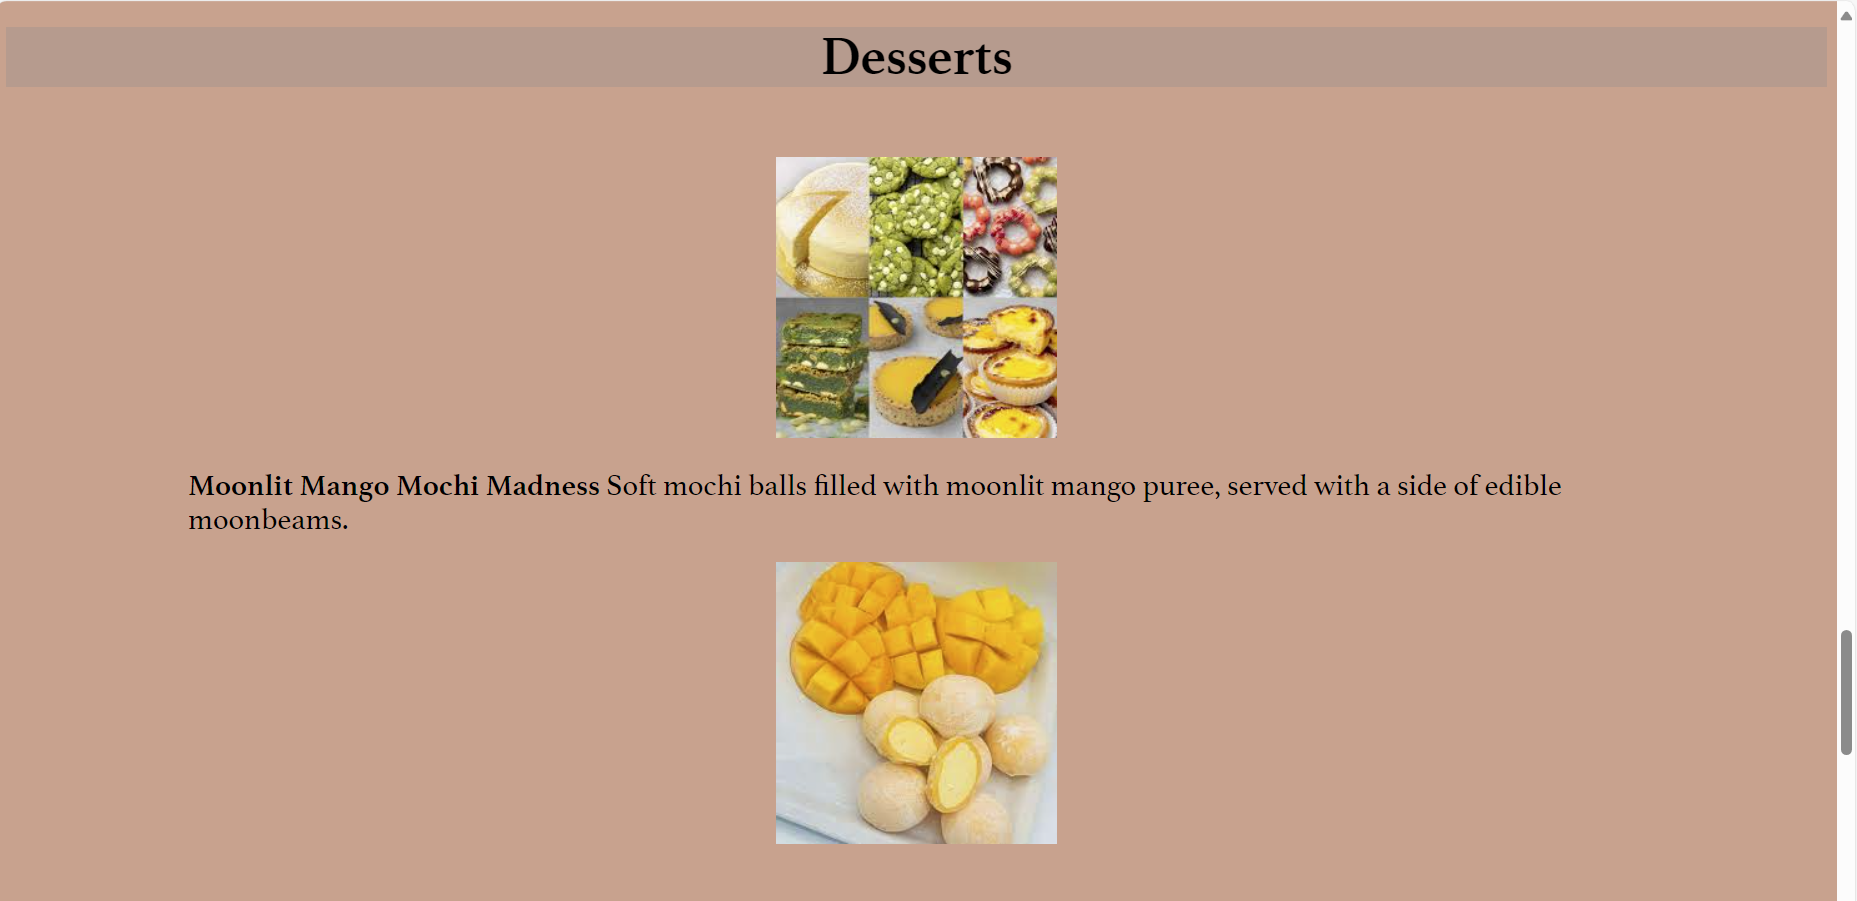 Desserts
Moonlit Mango Mochi Madness Soft mochi balls filled with moonlit mango puree, served with a side of edible
moonbeams.